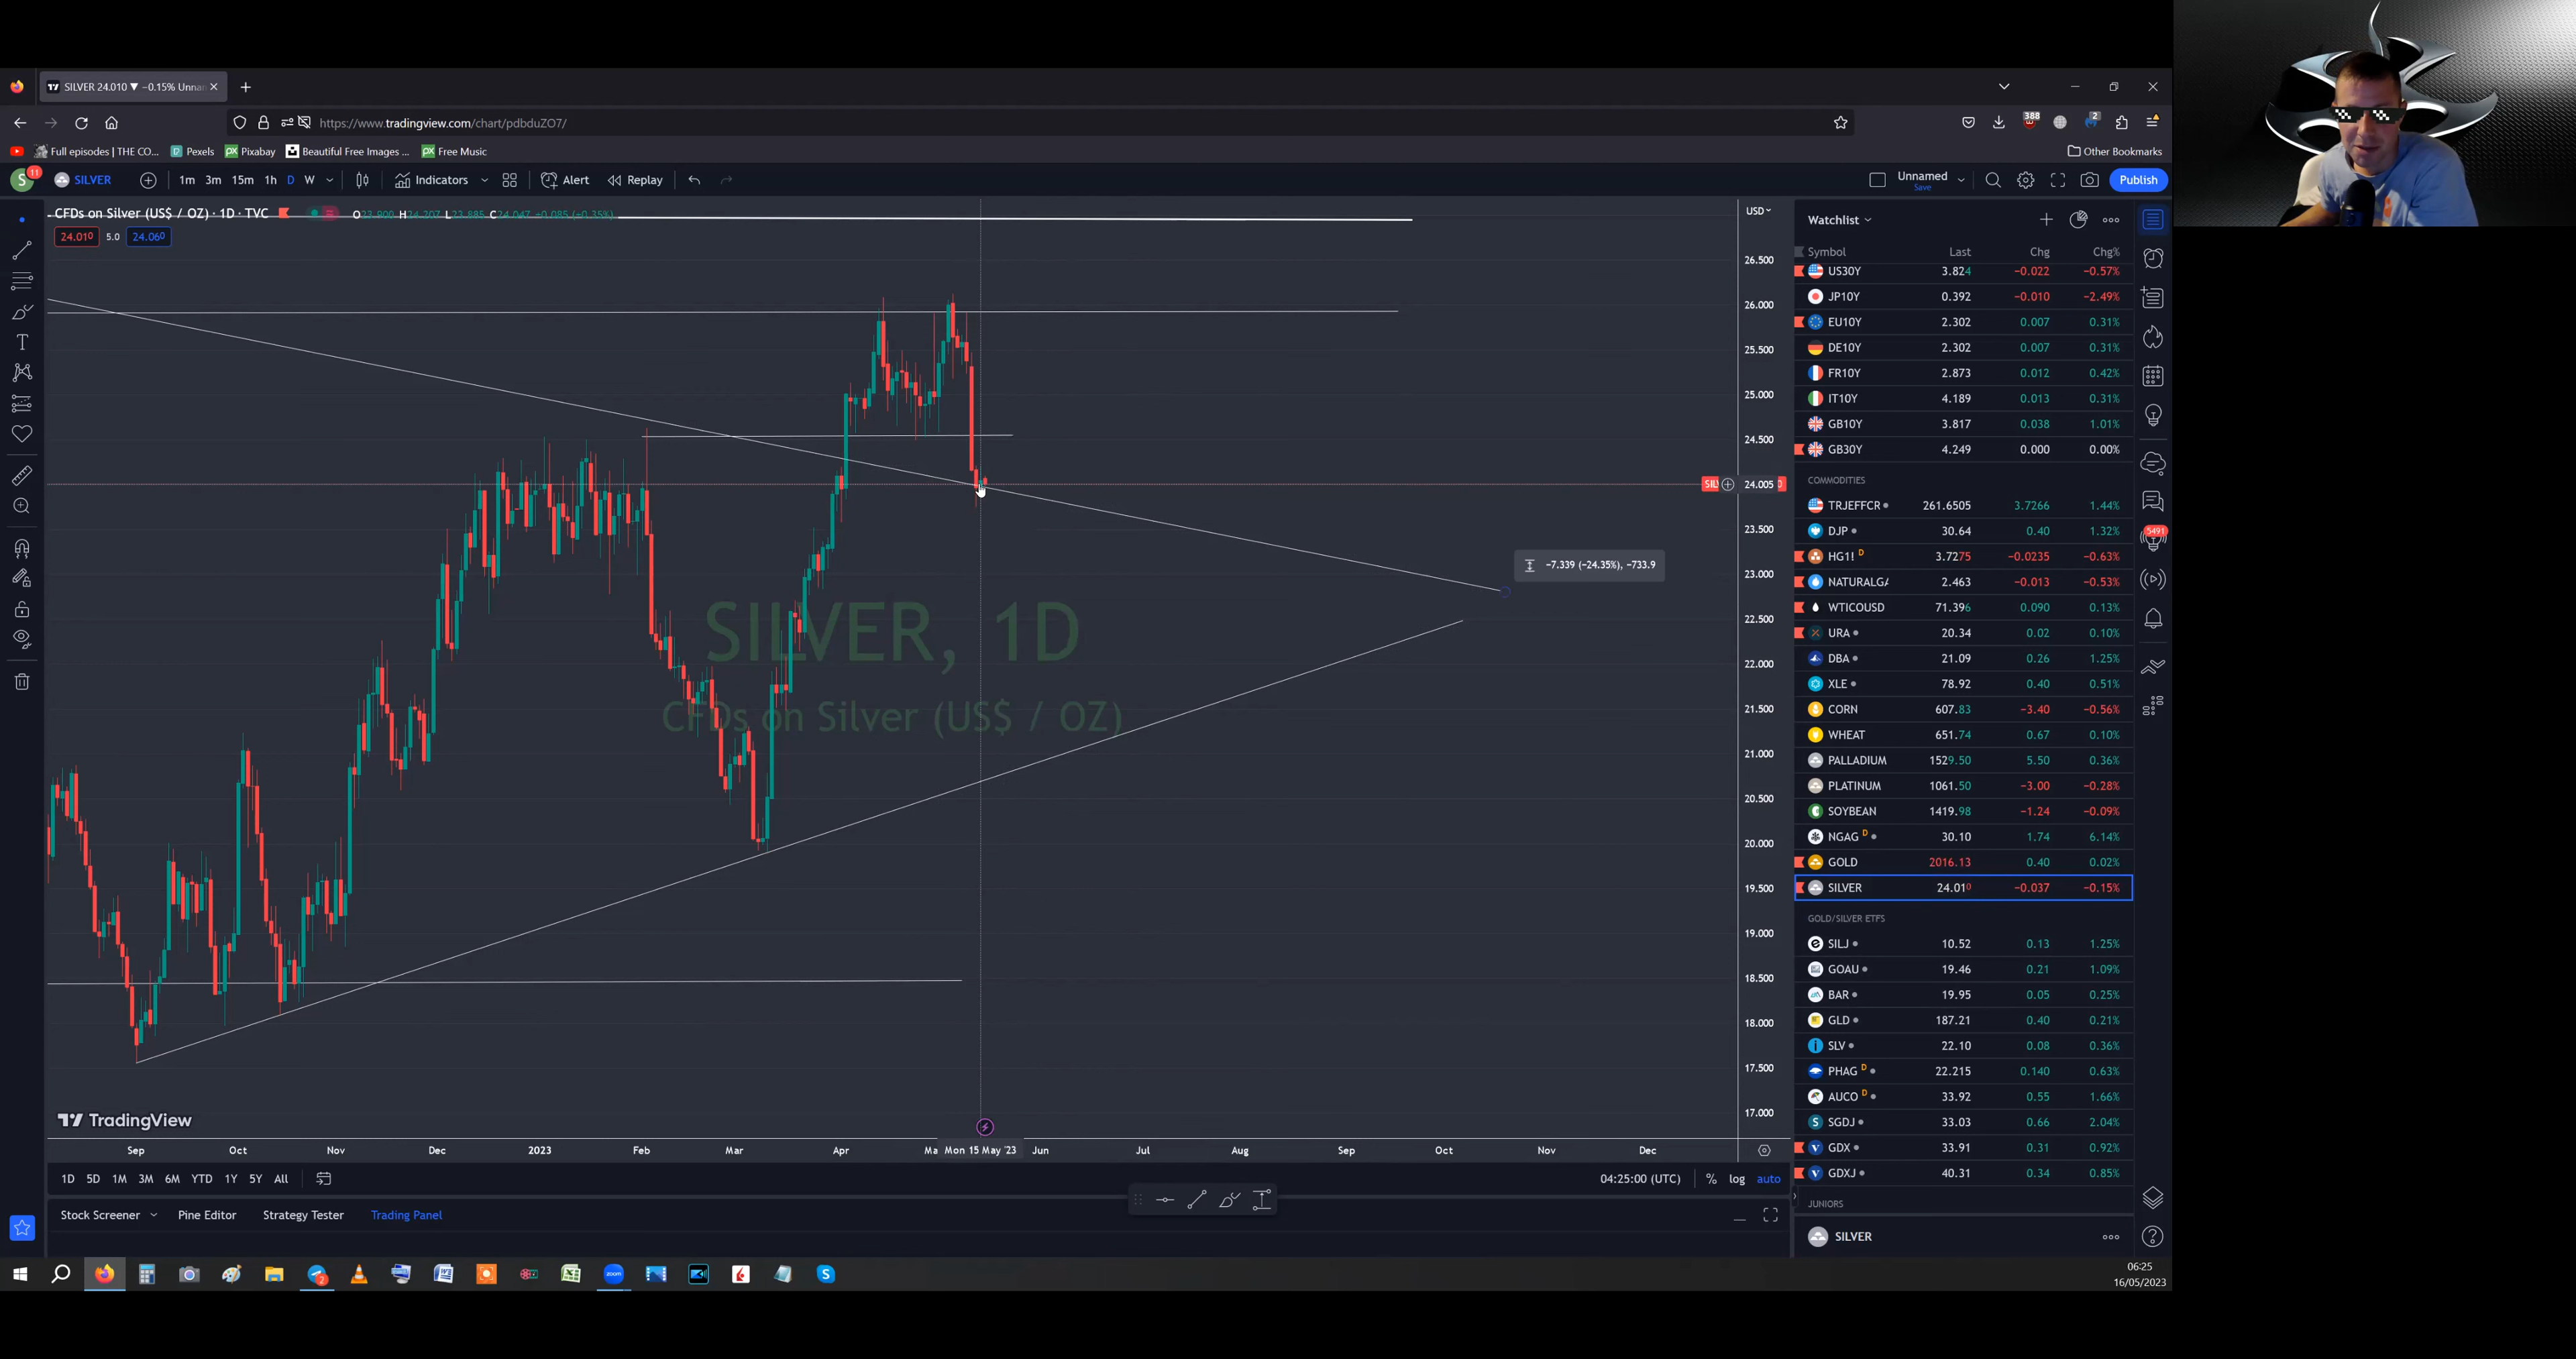 SILVER 24.010 ▼ −0.15% Unnan
https://www.tradingview.com/chart/pdbduZO7/
388
2
Full episodes | THE CO...
Pexels
Pixabay
Beautiful Free Images ...
Free Music
Other Bookmarks
S
11
SILVER
1m 3m 15m 1h D W
Indicators
Alert
Replay
Unnamed
Save
Publish
CFDs on Silver (US$ / OZ) · 1D · TVC
O23.900 H24.207 L23.885 C24.047 +0.085 (+0.35%)
24.010 5.0 24.060
USD
26.500
26.000
25.500
25.000
24.500
24.005
23.500
23.000
22.500
22.000
21.500
21.000
20.500
20.000
19.500
19.000
18.500
18.000
17.500
17.000
−7.339 (−24.35%), −733.9
SILVER, 1D
CFDs on Silver (US$ / OZ)
TradingView
Sep Oct Nov Dec 2023 Feb Mar Apr Ma Mon 15 May '23 Jun Jul Aug Sep Oct Nov Dec
1D 5D 1M 3M 6M YTD 1Y 5Y All
04:25:00 (UTC) % log auto
Stock Screener Pine Editor Strategy Tester Trading Panel
Watchlist
Symbol Last Chg Chg%
US30Y 3.824 −0.022 −0.57%
JP10Y 0.392 −0.010 −2.49%
EU10Y 2.302 0.007 0.31%
DE10Y 2.302 0.007 0.31%
FR10Y 2.873 0.012 0.42%
IT10Y 4.189 0.013 0.31%
GB10Y 3.817 0.038 1.01%
GB30Y 4.249 0.000 0.00%
COMMODITIES
TRJEFFCR 261.6505 3.7266 1.44%
DJP 30.64 0.40 1.32%
HG1! D 3.7275 −0.0235 −0.63%
NATURALGA 2.463 −0.013 −0.53%
WTICOUSD 71.396 0.090 0.13%
URA 20.34 0.02 0.10%
DBA 21.09 0.26 1.25%
XLE 78.92 0.40 0.51%
CORN 607.83 −3.40 −0.56%
WHEAT 651.74 0.67 0.10%
PALLADIUM 1529.50 5.50 0.36%
PLATINUM 1061.50 −3.00 −0.28%
SOYBEAN 1419.98 −1.24 −0.09%
NGAG D 30.10 1.74 6.14%
GOLD 2016.13 0.40 0.02%
SILVER 24.010 −0.037 −0.15%
GOLD/SILVER ETFS
SILJ 10.52 0.13 1.25%
GOAU 19.46 0.21 1.09%
BAR 19.95 0.05 0.25%
GLD 187.21 0.40 0.21%
SLV 22.10 0.08 0.36%
PHAG D 22.215 0.140 0.63%
AUCO D 33.92 0.55 1.66%
SGDJ 33.03 0.66 2.04%
GDX 33.91 0.31 0.92%
GDXJ 40.31 0.34 0.85%
JUNIORS
SILVER
5491
zoom
06:25
16/05/2023